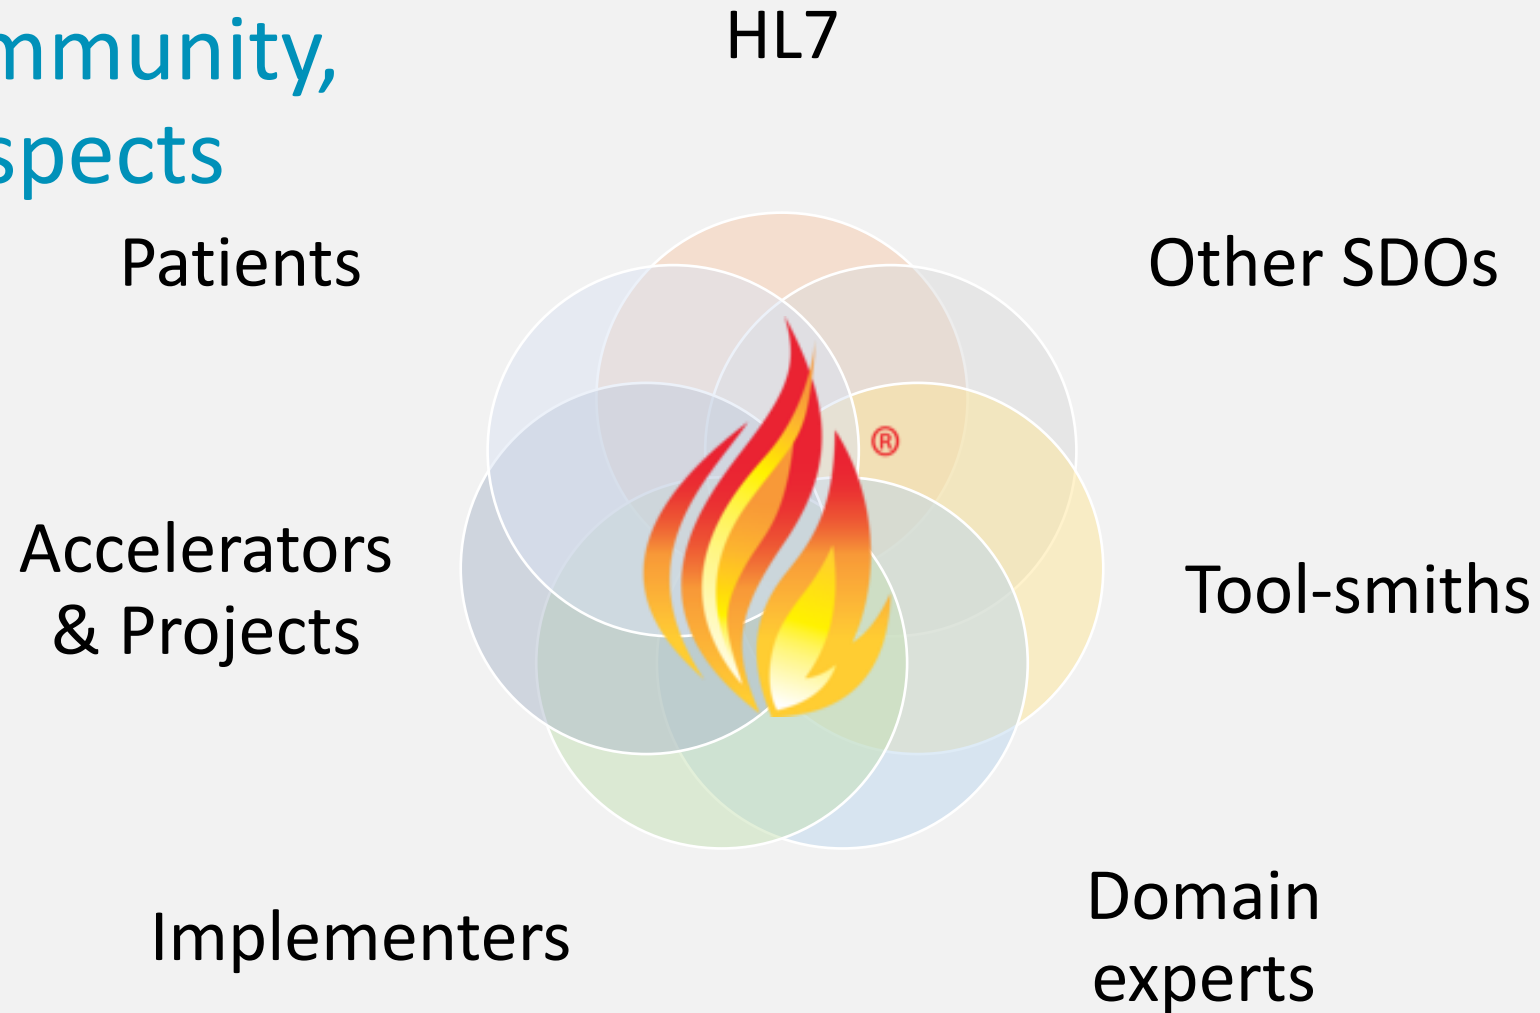 mmunity,
spects
HL7
Patients
Other SDOs
®
Accelerators
& Projects
Tool-smiths
Implementers
Domain
experts